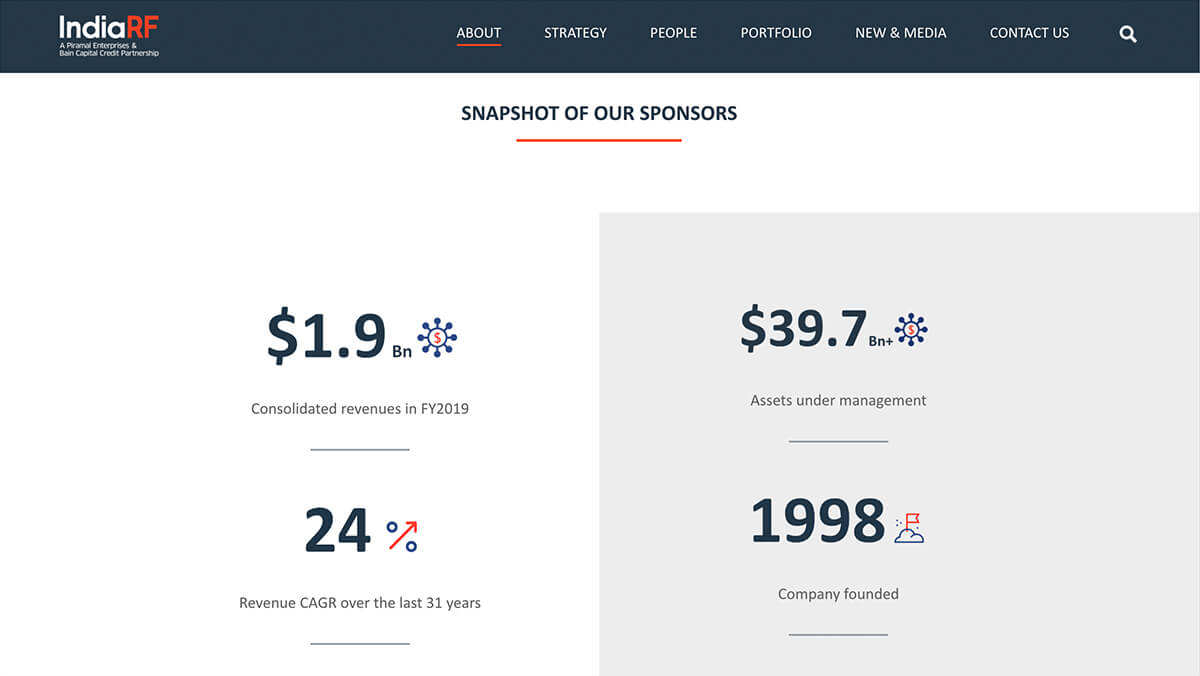 IndiaRF
A Piramal Enterprises &
Bain Capital Credit Partnership
ABOUT STRATEGY PEOPLE PORTFOLIO NEW & MEDIA CONTACT US
SNAPSHOT OF OUR SPONSORS
$1.9 Bn $
Consolidated revenues in FY2019
24 %
Revenue CAGR over the last 31 years
$39.7 Bn+ $
Assets under management
1998
Company founded